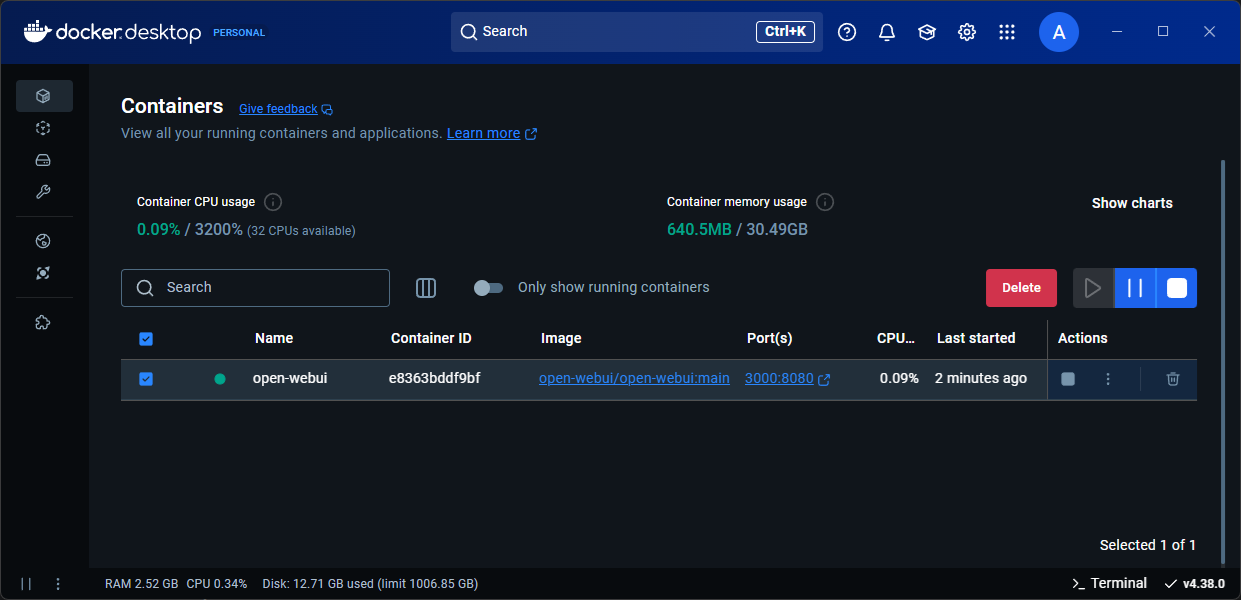 docker.desktop PERSONAL Search Ctrl+K A
Containers Give feedback
View all your running containers and applications. Learn more
Container CPU usage Container memory usage Show charts
0.09% / 3200% (32 CPUs available) 640.5MB / 30.49GB
Search Only show running containers Delete
Name Container ID Image Port(s) CPU... Last started Actions
open-webui e8363bddf9bf open-webui/open-webui:main 3000:8080 0.09% 2 minutes ago
Selected 1 of 1
RAM 2.52 GB CPU 0.34% Disk: 12.71 GB used (limit 1006.85 GB) >_ Terminal v4.38.0